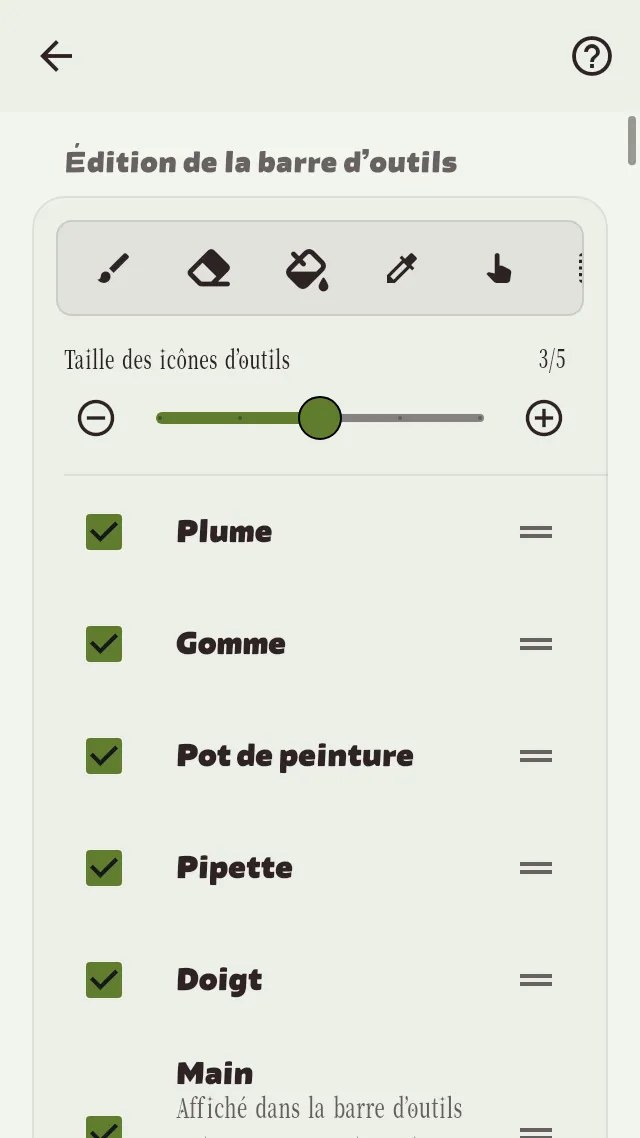 Édition de la barre d’outils
Taille des icônes d’outils
3/5
Plume
Gomme
Pot de peinture
Pipette
Doigt
Main
Affiché dans la barre d’outils